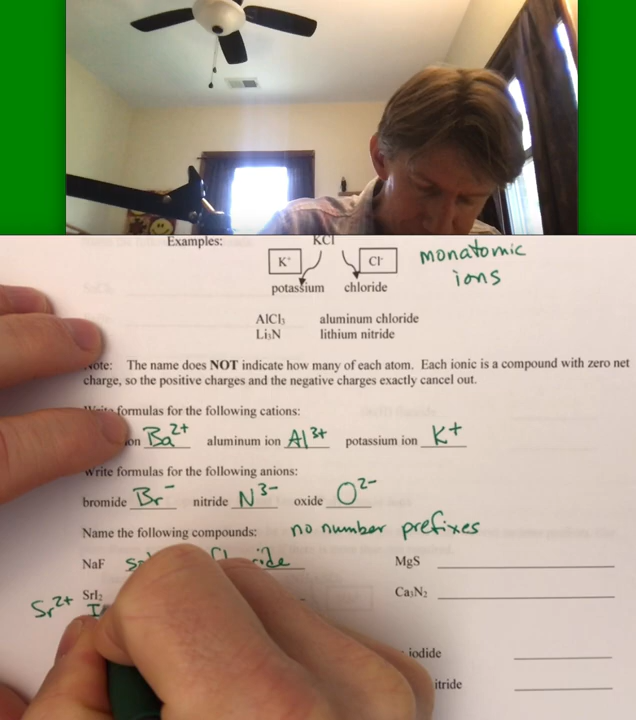 Examples: KCl
K⁺ Cl⁻ monatomic
ions
potassium chloride
AlCl₃ aluminum chloride
Li₃N lithium nitride
The name does NOT indicate how many of each atom. Each ionic is a compound with zero net
charge, so the positive charges and the negative charges exactly cancel out.
formulas for the following cations:
Ba²⁺ aluminum ion Al³⁺ potassium ion K⁺
Write formulas for the following anions:
bromide Br⁻ nitride N³⁻ oxide O²⁻
Name the following compounds: no number prefixes
NaF MgS
SrI₂ Ca₃N₂
Sr²⁺ I
iodide
itride